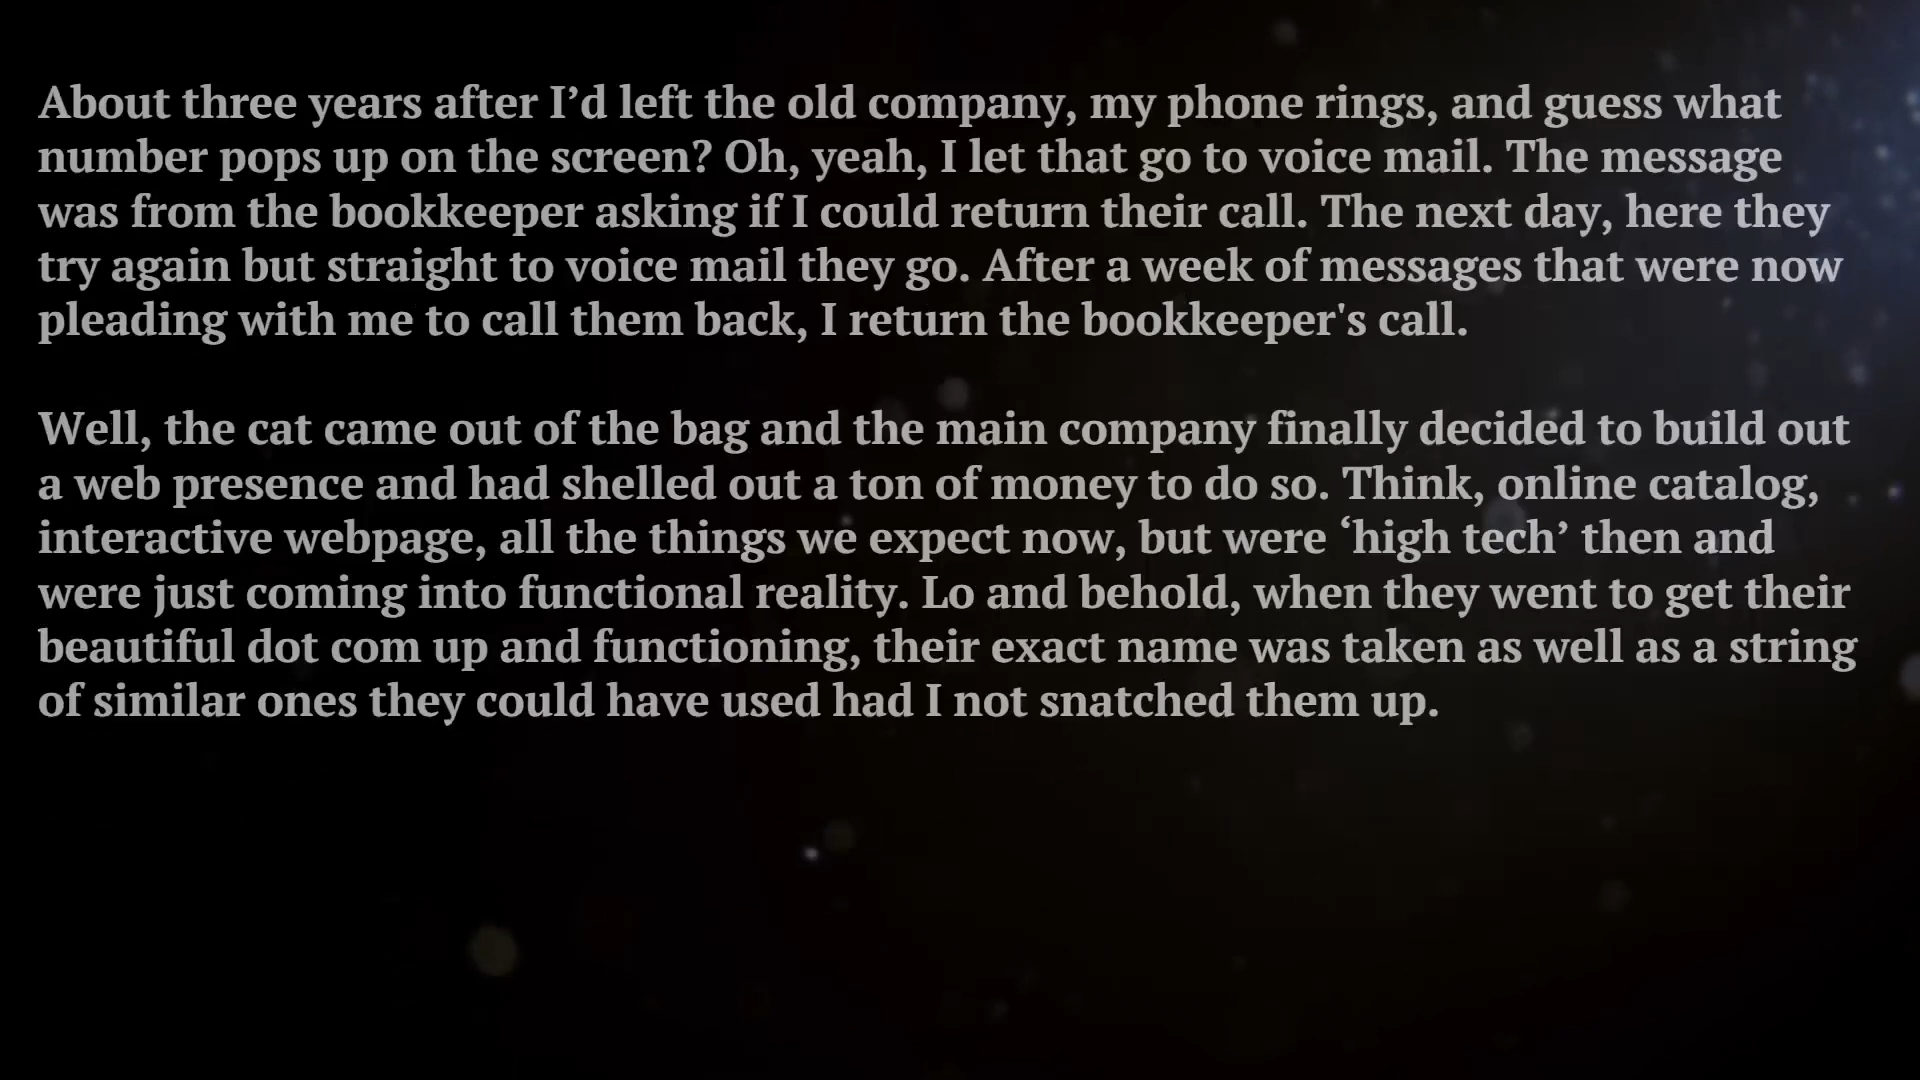 About three years after I’d left the old company, my phone rings, and guess what
number pops up on the screen? Oh, yeah, I let that go to voice mail. The message
was from the bookkeeper asking if I could return their call. The next day, here they
try again but straight to voice mail they go. After a week of messages that were now
pleading with me to call them back, I return the bookkeeper's call.
Well, the cat came out of the bag and the main company finally decided to build out
a web presence and had shelled out a ton of money to do so. Think, online catalog,
interactive webpage, all the things we expect now, but were ‘high tech’ then and
were just coming into functional reality. Lo and behold, when they went to get their
beautiful dot com up and functioning, their exact name was taken as well as a string
of similar ones they could have used had I not snatched them up.